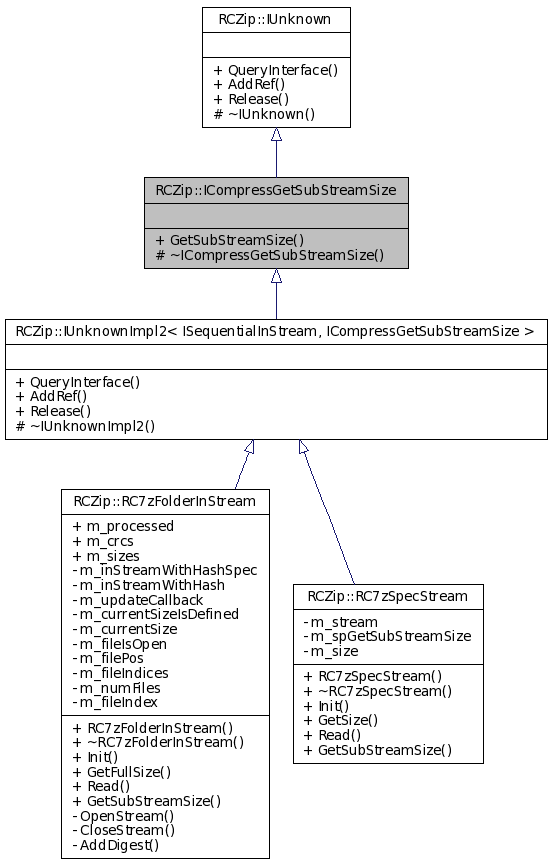 RCZip::IUnknown
+ QueryInterface()
+ AddRef()
+ Release()
# ~IUnknown()
RCZip::ICompressGetSubStreamSize
+ GetSubStreamSize()
# ~ICompressGetSubStreamSize()
RCZip::IUnknownImpl2< ISequentialInStream, ICompressGetSubStreamSize >
+ QueryInterface()
+ AddRef()
+ Release()
# ~IUnknownImpl2()
RCZip::RC7zFolderInStream
+ m_processed
+ m_crcs
+ m_sizes
- m_inStreamWithHashSpec
- m_inStreamWithHash
- m_updateCallback
- m_currentSizeIsDefined
- m_currentSize
- m_fileIsOpen
- m_filePos
- m_fileIndices
- m_numFiles
- m_fileIndex
+ RC7zFolderInStream()
+ ~RC7zFolderInStream()
+ Init()
+ GetFullSize()
+ Read()
+ GetSubStreamSize()
- OpenStream()
- CloseStream()
- AddDigest()
RCZip::RC7zSpecStream
- m_stream
- m_spGetSubStreamSize
- m_size
+ RC7zSpecStream()
+ ~RC7zSpecStream()
+ Init()
+ GetSize()
+ Read()
+ GetSubStreamSize()